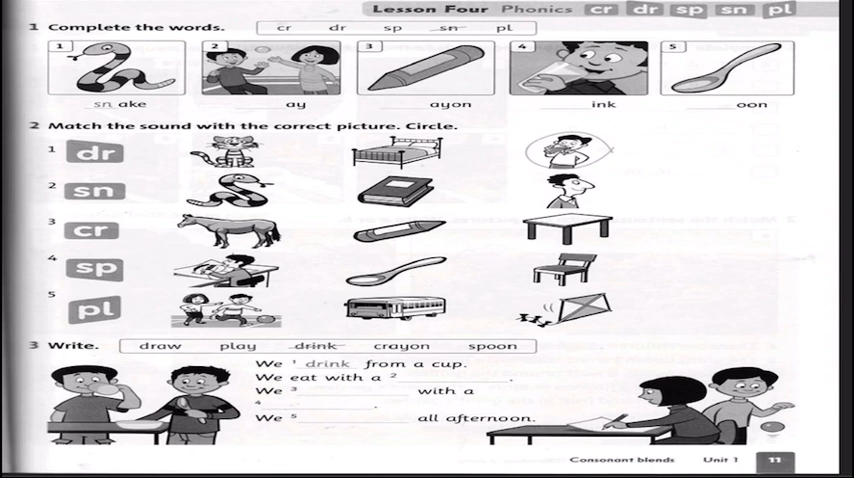 Lesson Four Phonics cr dr sp sn pl
1 Complete the words. cr dr sp sn pl
1 2 3 4 5
sn ake ay ayon ink oon
2 Match the sound with the correct picture. Circle.
1 dr
2 sn
3 cr
4 sp
5 pl
3 Write. draw play drink crayon spoon
We 1 drink from a cup.
We eat with a 2 ____.
We 3 ____ with a
4 ____.
We 5 ____ all afternoon.
Consonant blends Unit 1 11